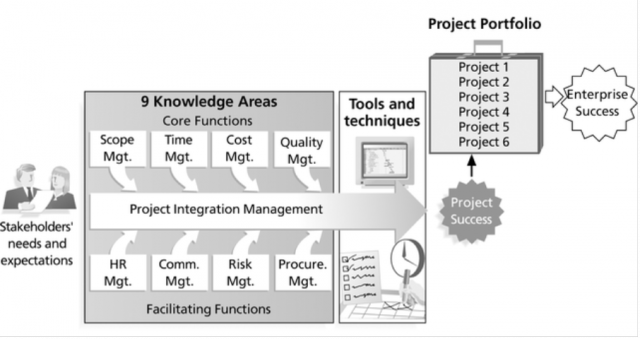 Project Portfolio
Project 1
Project 2
Project 3
Project 4
Project 5
Project 6
Enterprise
Success
9 Knowledge Areas
Core Functions
Scope
Mgt.
Time
Mgt.
Cost
Mgt.
Quality
Mgt.
Tools and
techniques
Stakeholders'
needs and
expectations
Project Integration Management
Project
Success
HR
Mgt.
Comm.
Mgt.
Risk
Mgt.
Procure.
Mgt.
Facilitating Functions